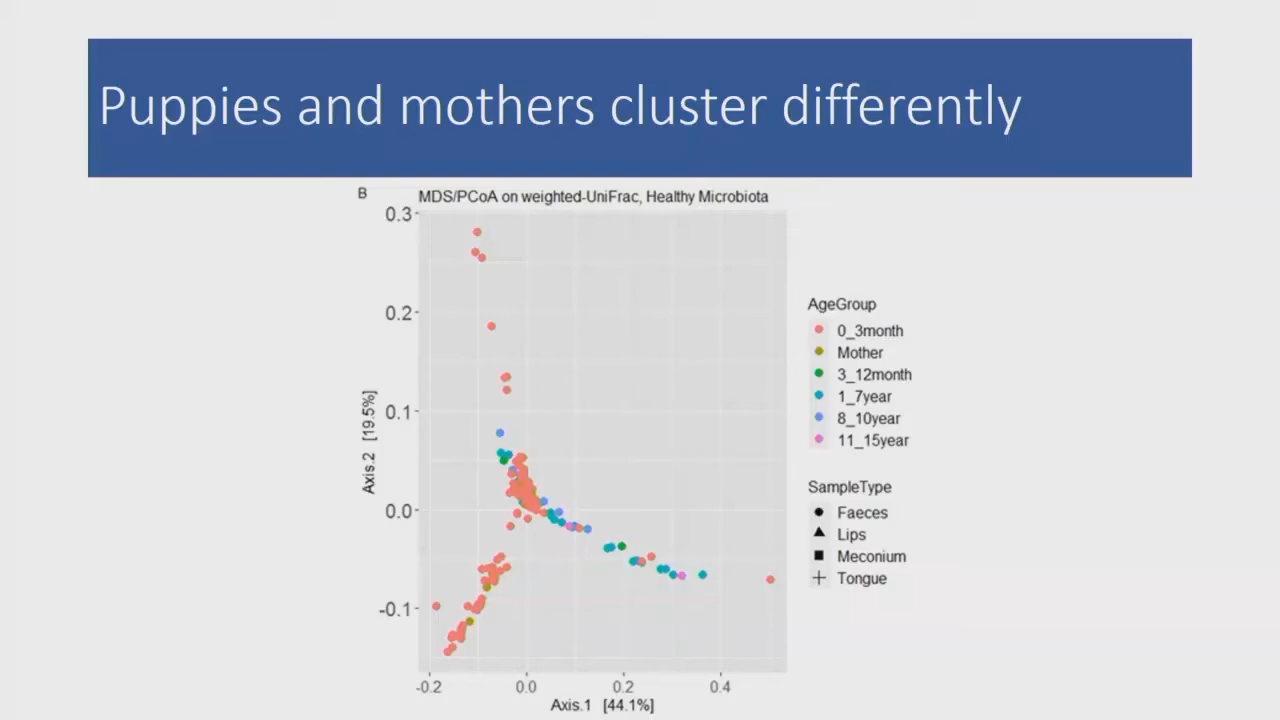 Puppies and mothers cluster differently
B
MDS/PCoA on weighted-UniFrac, Healthy Microbiota
0.3
0.2
0.1
0.0
-0.1
Axis.2 [19.5%]
-0.2 0.0 0.2 0.4
Axis.1 [44.1%]
AgeGroup
0_3month
Mother
3_12month
1_7year
8_10year
11_15year
SampleType
Faeces
Lips
Meconium
Tongue